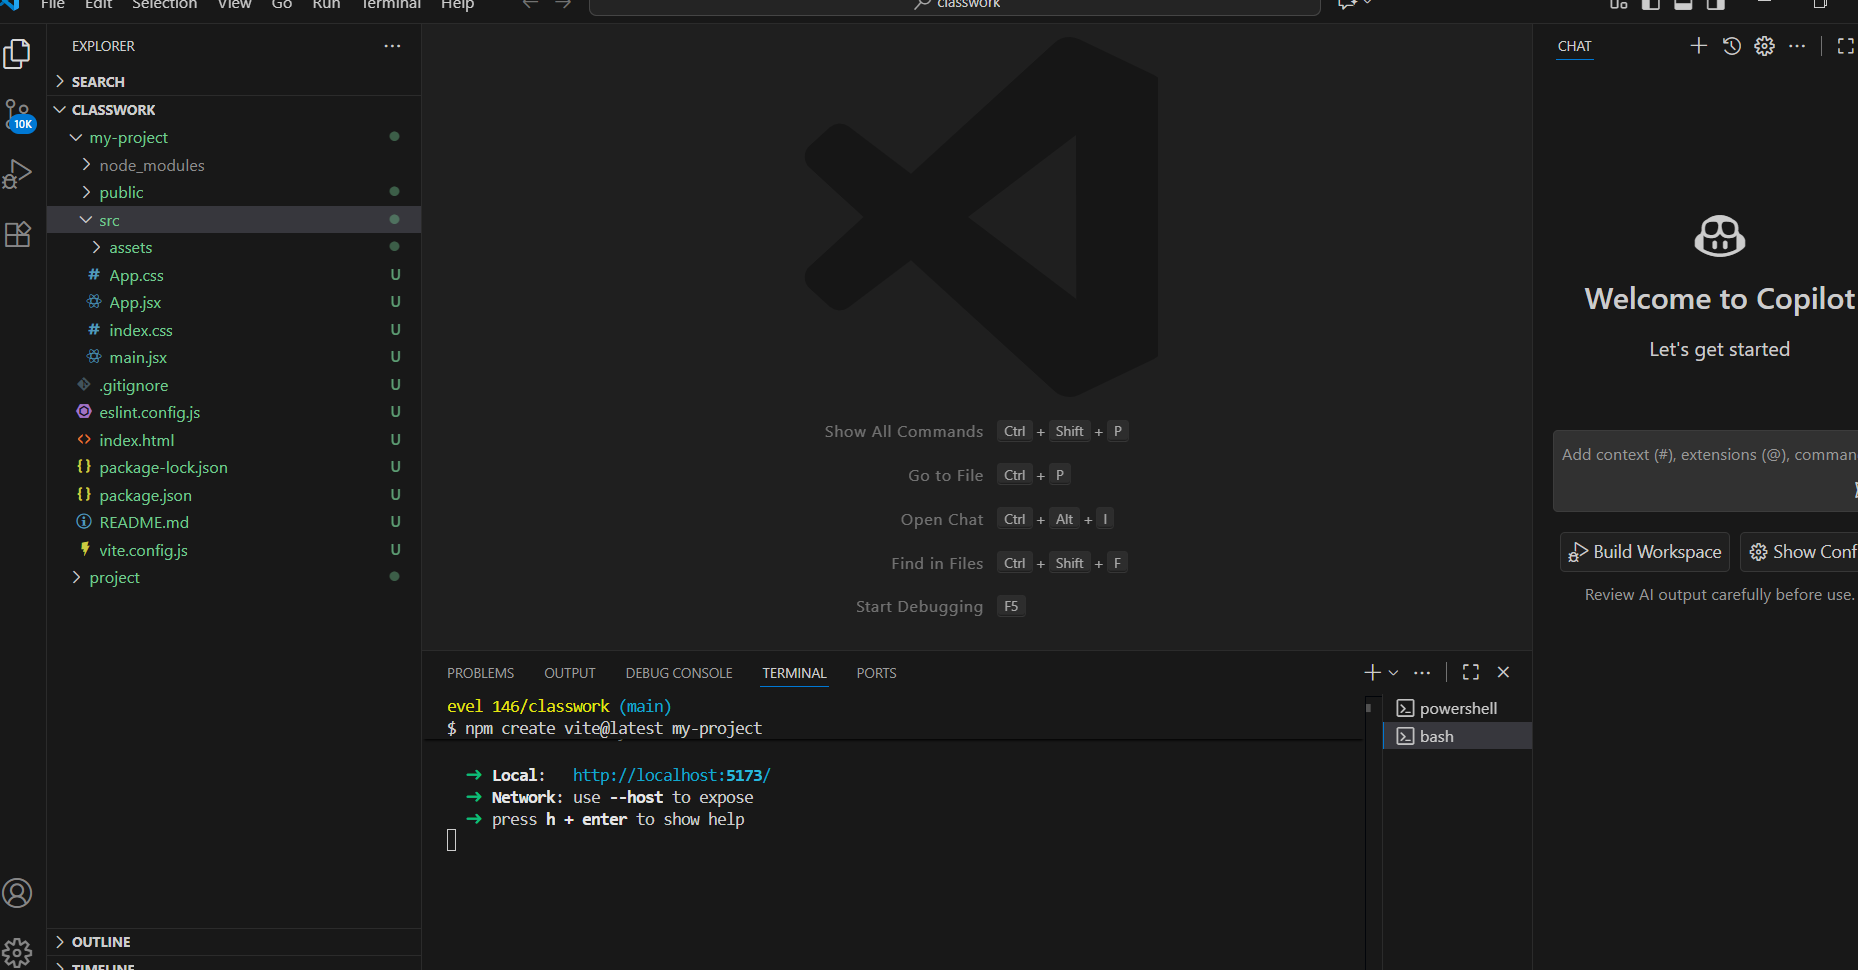 File Edit Selection View Go Run Terminal Help
classwork
EXPLORER
SEARCH
CLASSWORK
10K
my-project
node_modules
public
src
assets
# App.css U
App.jsx U
# index.css U
main.jsx U
.gitignore U
eslint.config.js U
<> index.html U
{} package-lock.json U
{} package.json U
README.md U
vite.config.js U
project
OUTLINE
TIMELINE
Show All Commands Ctrl + Shift + P
Go to File Ctrl + P
Open Chat Ctrl + Alt + I
Find in Files Ctrl + Shift + F
Start Debugging F5
PROBLEMS OUTPUT DEBUG CONSOLE TERMINAL PORTS
evel 146/classwork (main)
$ npm create vite@latest my-project
➜ Local: http://localhost:5173/
➜ Network: use --host to expose
➜ press h + enter to show help
powershell
bash
CHAT
Welcome to Copilot
Let's get started
Add context (#), extensions (@), comman
Build Workspace
Show Conf
Review AI output carefully before use.